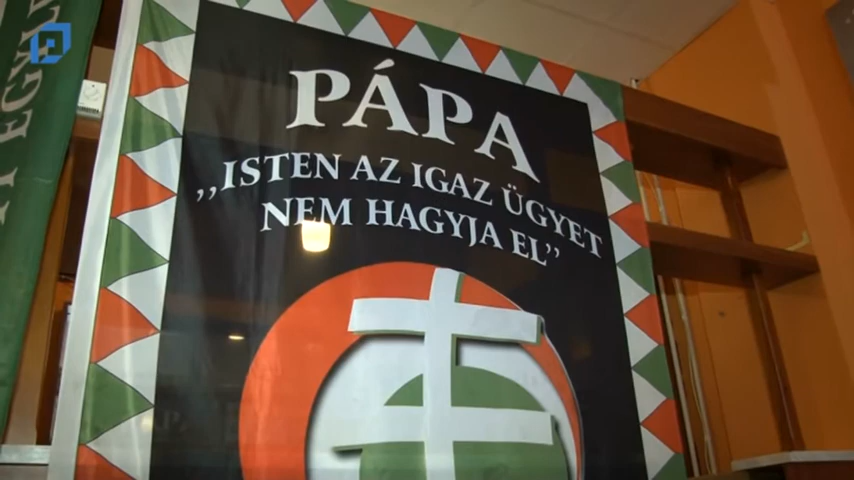 PÁPA
„ISTEN AZ IGAZ ÜGYET
NEM HAGYJA EL"